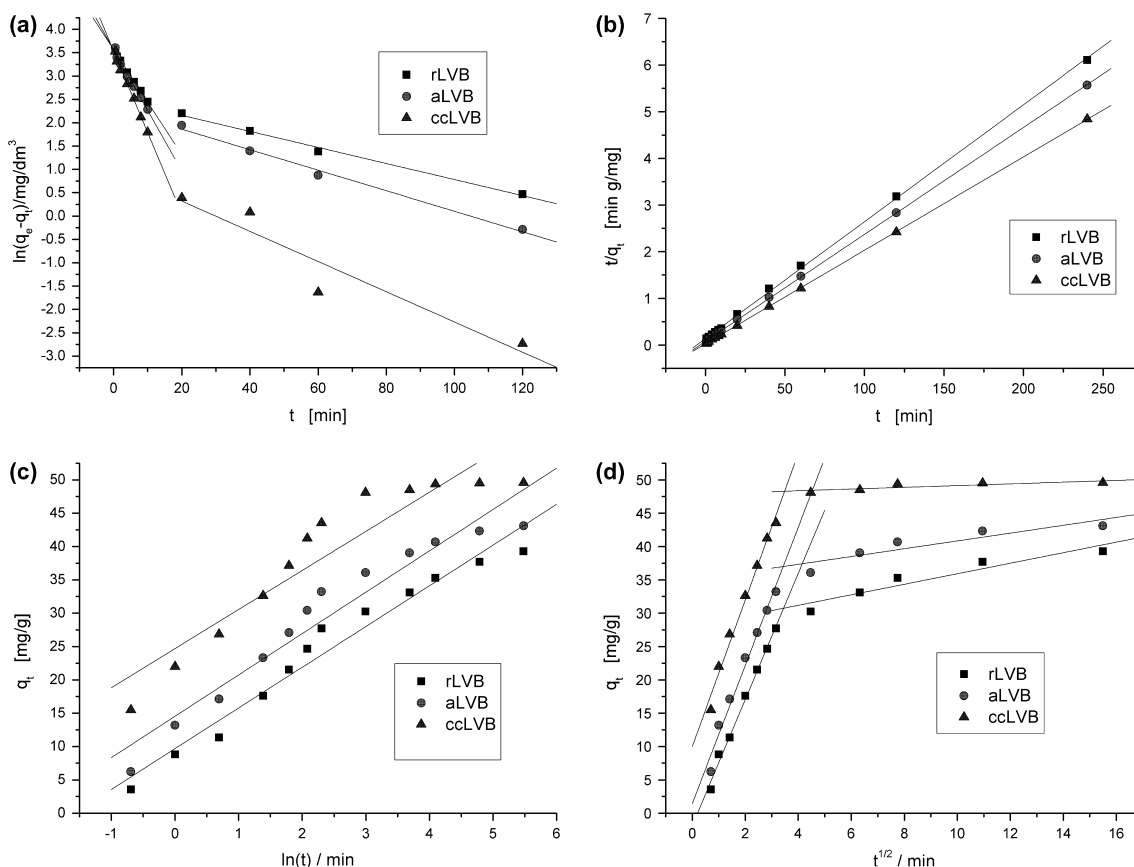 (a)
4.0
3.5
3.0
2.5
2.0
1.5
1.0
0.5
0.0
-0.5
-1.0
-1.5
-2.0
-2.5
-3.0
ln(qe-qt)/mg/dm3
rLVB
aLVB
ccLVB
0 20 40 60 80 100 120
t [min]
(b)
7
6
5
4
3
2
1
0
t/qt [min g/mg]
rLVB
aLVB
ccLVB
0 50 100 150 200 250
t [min]
(c)
50
45
40
35
30
25
20
15
10
5
0
qt [mg/g]
rLVB
aLVB
ccLVB
-1 0 1 2 3 4 5 6
ln(t) / min
(d)
50
45
40
35
30
25
20
15
10
5
0
qt [mg/g]
rLVB
aLVB
ccLVB
0 2 4 6 8 10 12 14 16
t1/2 / min